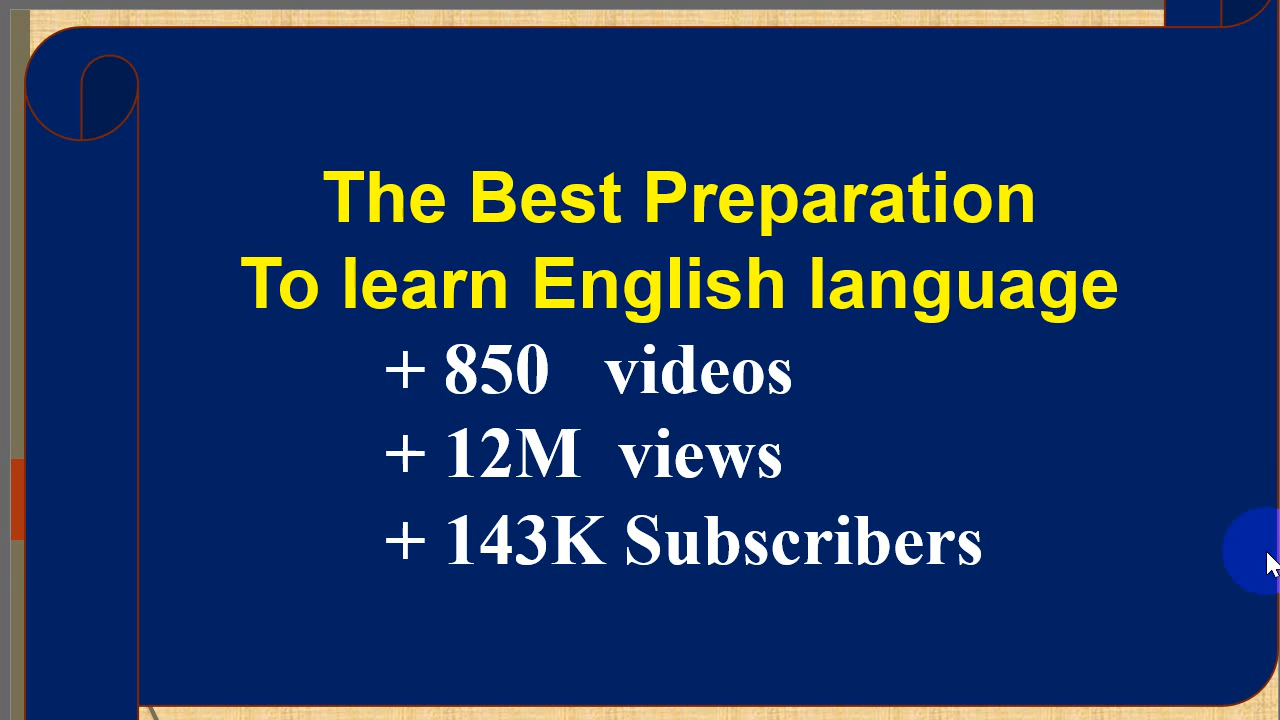 The Best Preparation
To learn English language
+ 850 videos
+ 12M views
+ 143K Subscribers